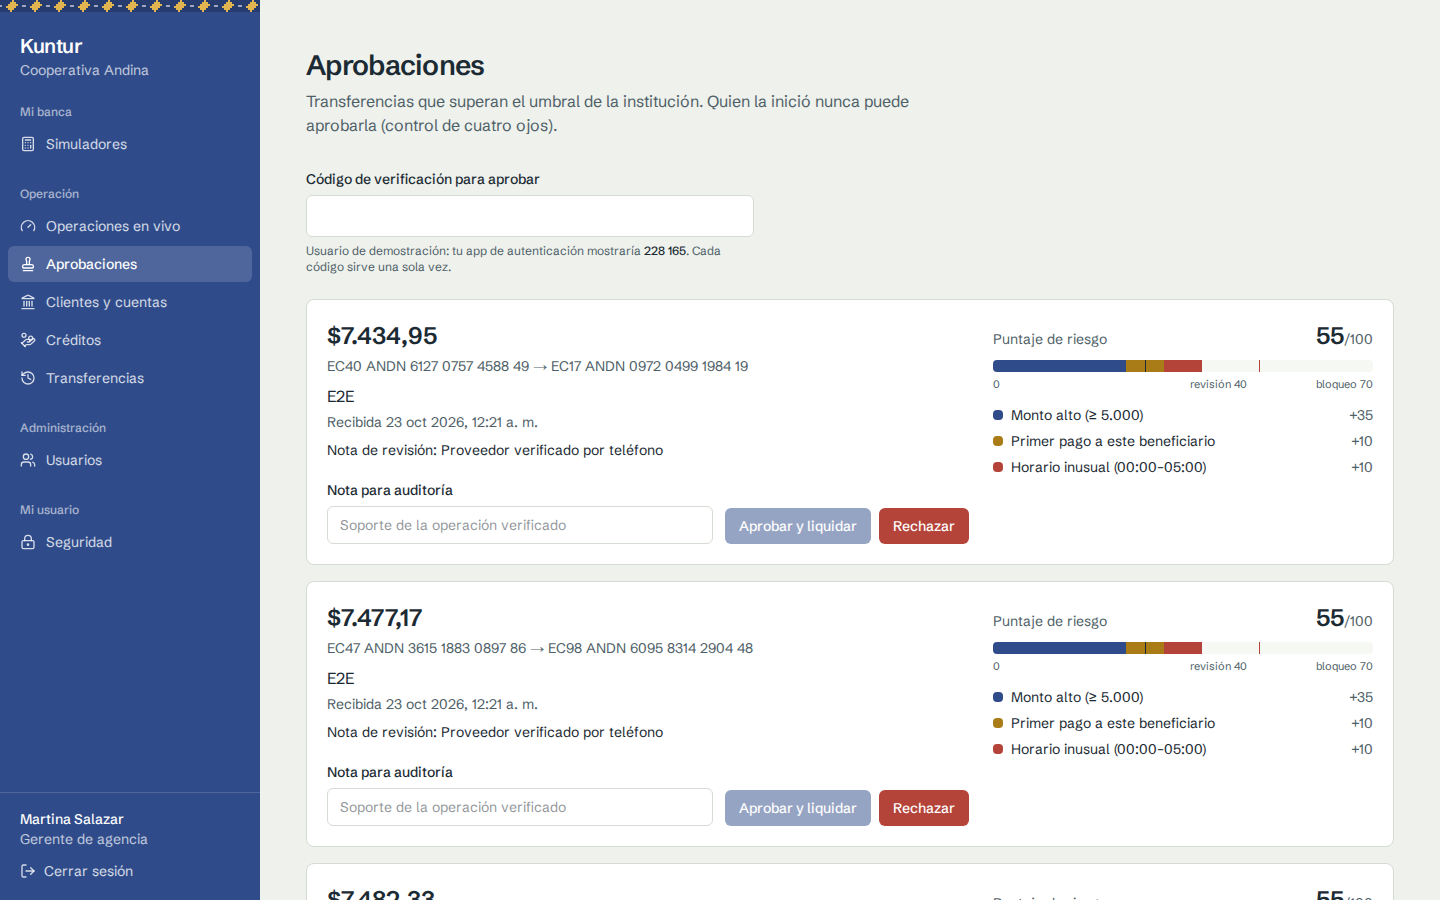 Kuntur
Cooperativa Andina
Mi banca
Simuladores
Operación
Operaciones en vivo
Aprobaciones
Clientes y cuentas
Créditos
Transferencias
Administración
Usuarios
Mi usuario
Seguridad
Martina Salazar
Gerente de agencia
Cerrar sesión
Aprobaciones
Transferencias que superan el umbral de la institución. Quien la inició nunca puede
aprobarla (control de cuatro ojos).
Código de verificación para aprobar
Usuario de demostración: tu app de autenticación mostraría 228 165. Cada
código sirve una sola vez.
$7.434,95
EC40 ANDN 6127 0757 4588 49 → EC17 ANDN 0972 0499 1984 19
E2E
Recibida 23 oct 2026, 12:21 a. m.
Nota de revisión: Proveedor verificado por teléfono
Nota para auditoría
Soporte de la operación verificado
Aprobar y liquidar
Rechazar
Puntaje de riesgo 55/100
0 revisión 40 bloqueo 70
Monto alto (≥ 5.000) +35
Primer pago a este beneficiario +10
Horario inusual (00:00–05:00) +10
$7.477,17
EC47 ANDN 3615 1883 0897 86 → EC98 ANDN 6095 8314 2904 48
E2E
Recibida 23 oct 2026, 12:21 a. m.
Nota de revisión: Proveedor verificado por teléfono
Nota para auditoría
Soporte de la operación verificado
Aprobar y liquidar
Rechazar
Puntaje de riesgo 55/100
0 revisión 40 bloqueo 70
Monto alto (≥ 5.000) +35
Primer pago a este beneficiario +10
Horario inusual (00:00–05:00) +10
$7.482,33